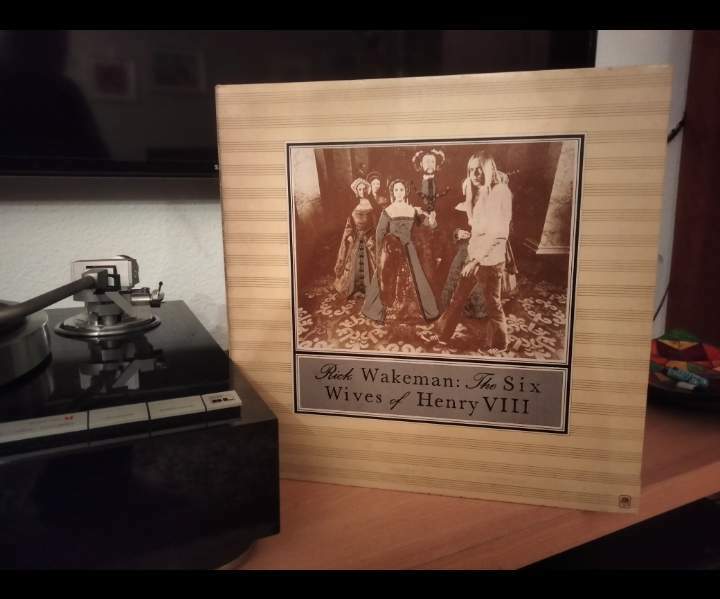 Rick Wakeman: The Six
Wives of Henry VIII